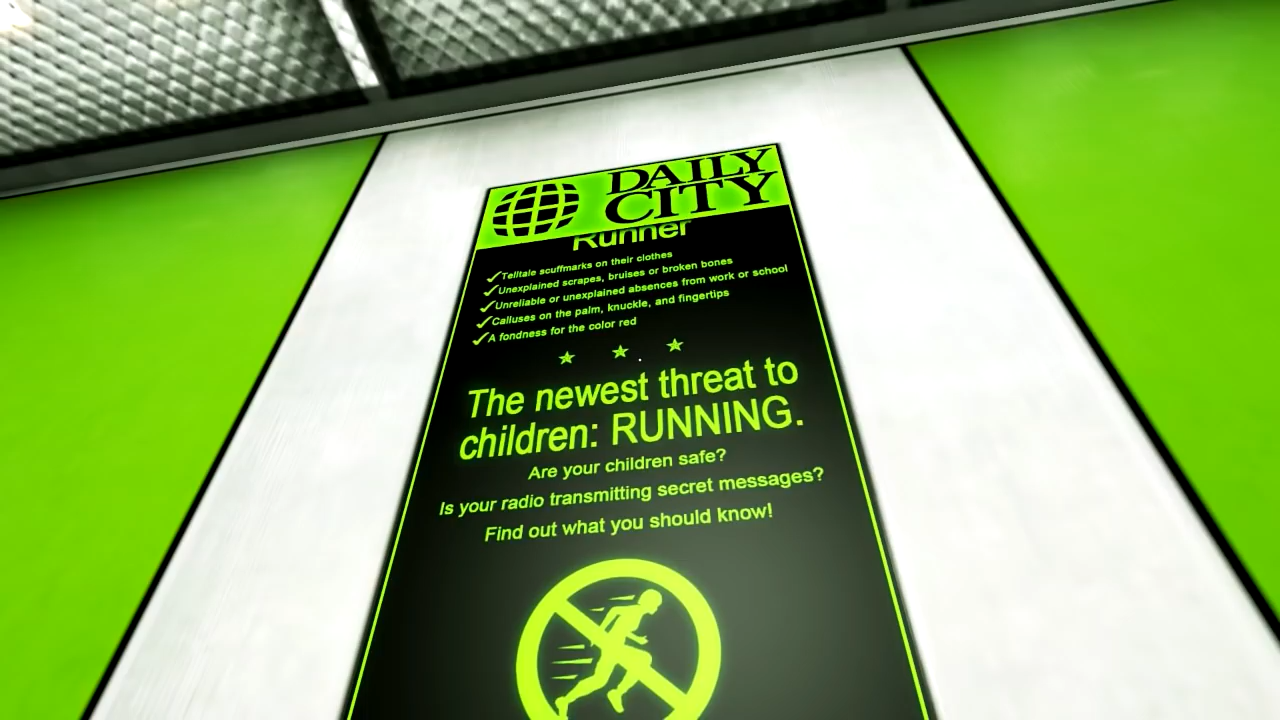 DAILY
CITY
Runner
Telltale scuffmarks on their clothes
Unexplained scrapes, bruises or broken bones
Unreliable or unexplained absences from work or school
Calluses on the palm, knuckle, and fingertips
A fondness for the color red
The newest threat to
children: RUNNING.
Are your children safe?
Is your radio transmitting secret messages?
Find out what you should know!